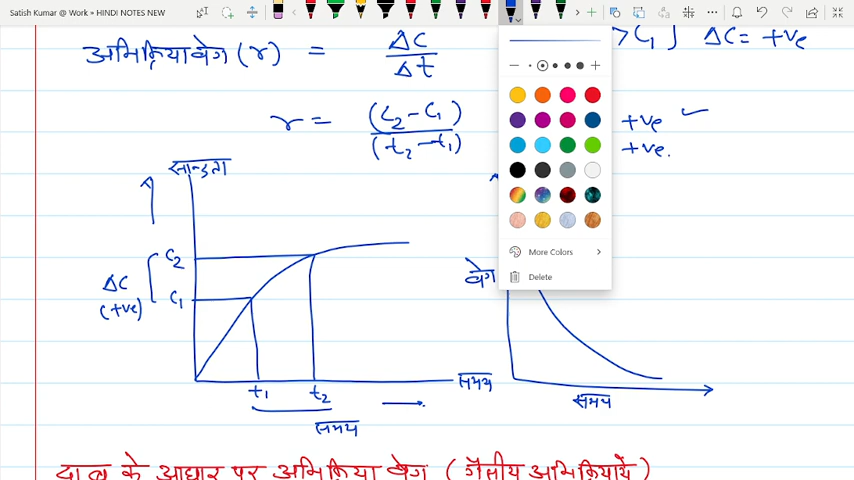 Satish Kumar @ Work » HINDI NOTES NEW
अभिक्रिया वेग (r) = ΔC / Δt
> C₁ ] ΔC = +ve
r = (C₂ - C₁) / (t₂ - t₁)
+ve ✓
+ve.
सान्द्रता
C₂
ΔC
(+ve)
C₁
t₁ t₂
समय
समय
वेग
समय
More Colors
Delete
दाब के आधार पर अभिक्रिया वेग (गैसीय अभिक्रियायें)